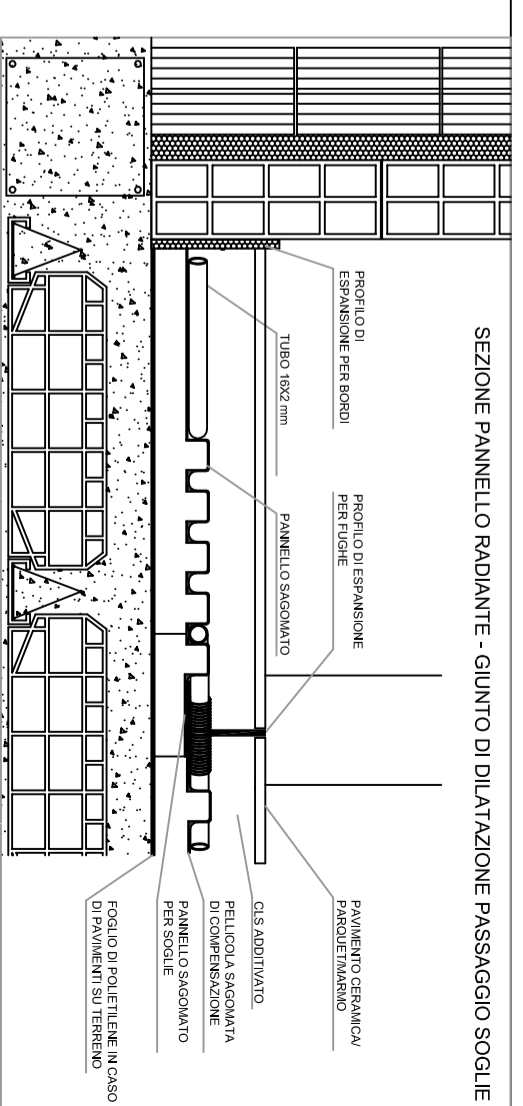 SEZIONE PANNELLO RADIANTE - GIUNTO DI DILATAZIONE PASSAGGIO SOGLIE
PROFILO DI
ESPANSIONE PER BORDI
PROFILO DI ESPANSIONE
PER FUGHE
PAVIMENTO CERAMICA/
PARQUET/MARMO
TUBO 16X2 mm
PANNELLO SAGOMATO
CLS ADDITIVATO
PELLICOLA SAGOMATA
DI COMPENSAZIONE
PANNELLO SAGOMATO
PER SOGLIE
FOGLIO DI POLIETILENE IN CASO
DI PAVIMENTI SU TERRENO